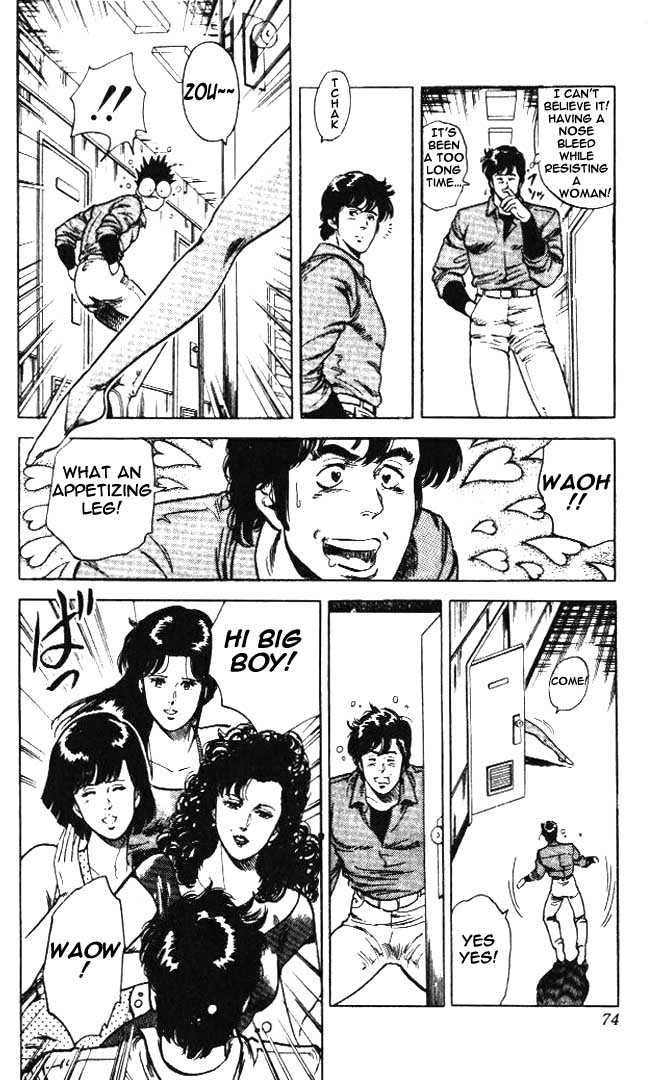 I CAN'T
BELIEVE IT!
HAVING A
NOSE
BLEED
WHILE
RESISTING
A
WOMAN!
IT'S
BEEN
A TOO
LONG
TIME...
TCHAK
ZOU~~
!!
WAOH
!!
WHAT AN
APPETIZING
LEG!
COME!
YES
YES!
HI BIG
BOY!
ばっ
WAOW
!
74